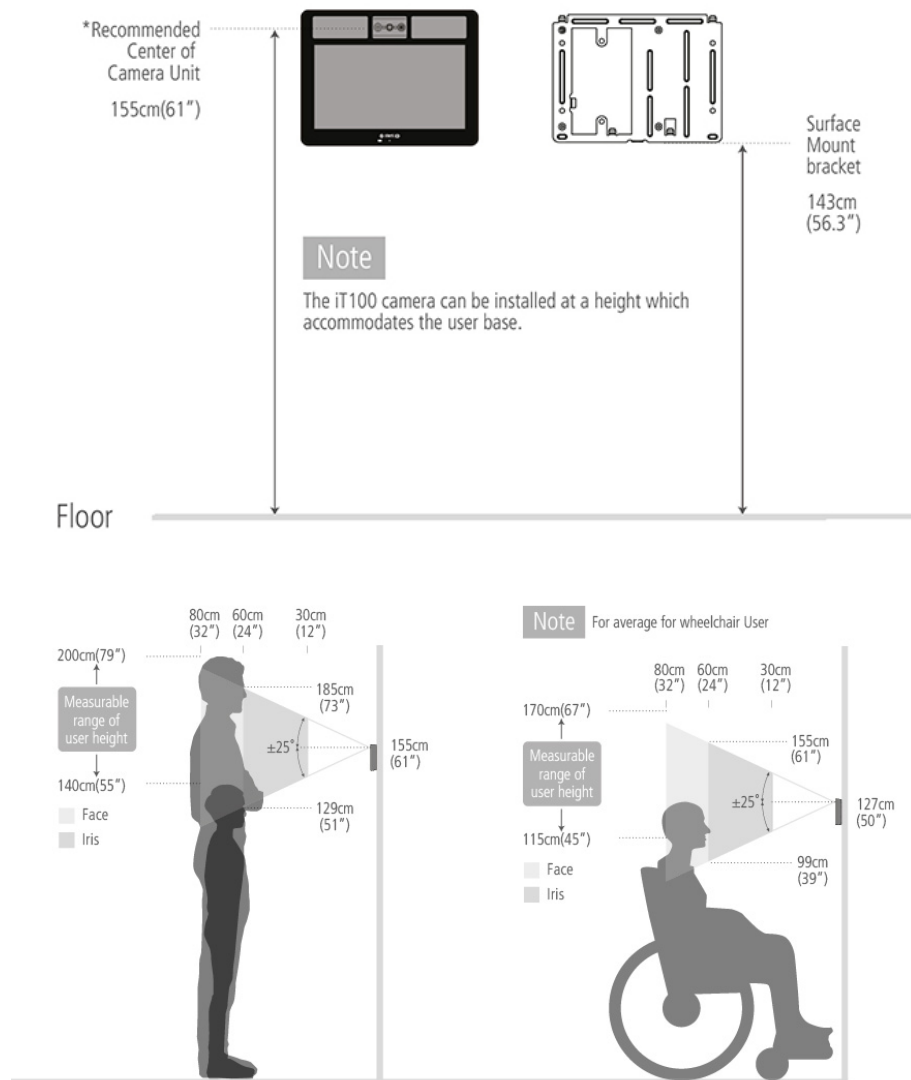 *Recommended
Center of
Camera Unit
155cm(61")
Surface
Mount
bracket
143cm
(56.3")
Note
The iT100 camera can be installed at a height which
accommodates the user base.
Floor
80cm
(32")
60cm
(24")
30cm
(12")
200cm(79")
Measurable
range of
user height
140cm(55")
Face
Iris
185cm
(73")
±25˚
155cm
(61")
129cm
(51")
Note
For average for wheelchair User
80cm
(32")
60cm
(24")
30cm
(12")
170cm(67")
Measurable
range of
user height
115cm(45")
Face
Iris
155cm
(61")
±25˚
127cm
(50")
99cm
(39")